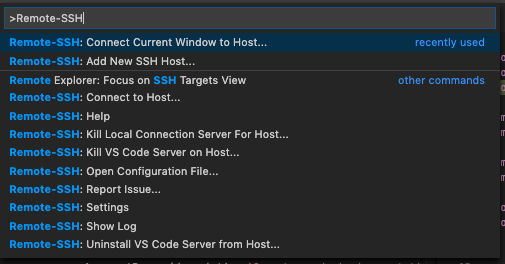 >Remote-SSH
Remote-SSH: Connect Current Window to Host... recently used
Remote-SSH: Add New SSH Host...
Remote Explorer: Focus on SSH Targets View other commands
Remote-SSH: Connect to Host...
Remote-SSH: Help
Remote-SSH: Kill Local Connection Server For Host...
Remote-SSH: Kill VS Code Server on Host...
Remote-SSH: Open Configuration File...
Remote-SSH: Report Issue...
Remote-SSH: Settings
Remote-SSH: Show Log
Remote-SSH: Uninstall VS Code Server from Host...